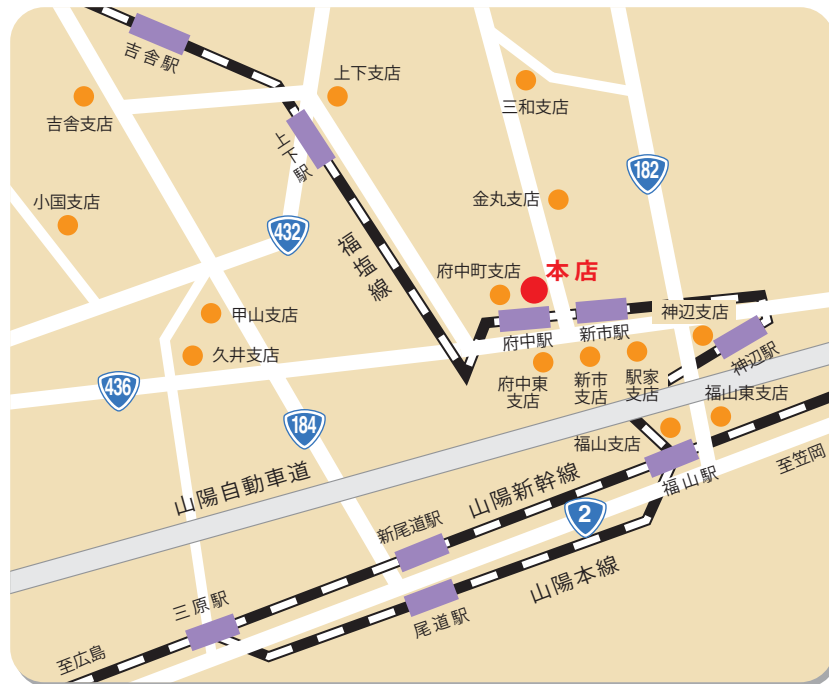 吉舎駅
上下支店
三和支店
吉舎支店
上下駅
182
小国支店
金丸支店
432
福塩線
府中町支店
本店
甲山支店
府中駅
新市駅
神辺支店
神辺駅
久井支店
府中東
支店
新市
支店
駅家
支店
436
福山東支店
184
福山支店
山陽自動車道
山陽新幹線
福山駅
至笠岡
新尾道駅
2
山陽本線
三原駅
尾道駅
至広島